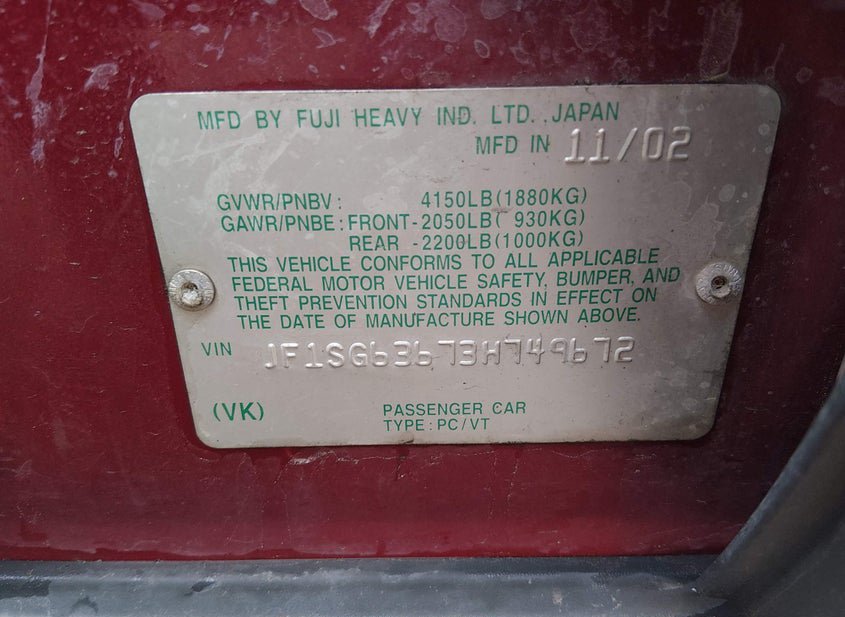 MFD BY FUJI HEAVY IND. LTD. JAPAN
MFD IN 11/02
GVWR/PNBV: 4150LB(1880KG)
GAWR/PNBE: FRONT-2050LB( 930KG)
REAR -2200LB(1000KG)
THIS VEHICLE CONFORMS TO ALL APPLICABLE
FEDERAL MOTOR VEHICLE SAFETY, BUMPER, AND
THEFT PREVENTION STANDARDS IN EFFECT ON
THE DATE OF MANUFACTURE SHOWN ABOVE.
VIN JF1SG63673H749672
(VK) PASSENGER CAR
TYPE: PC/VT